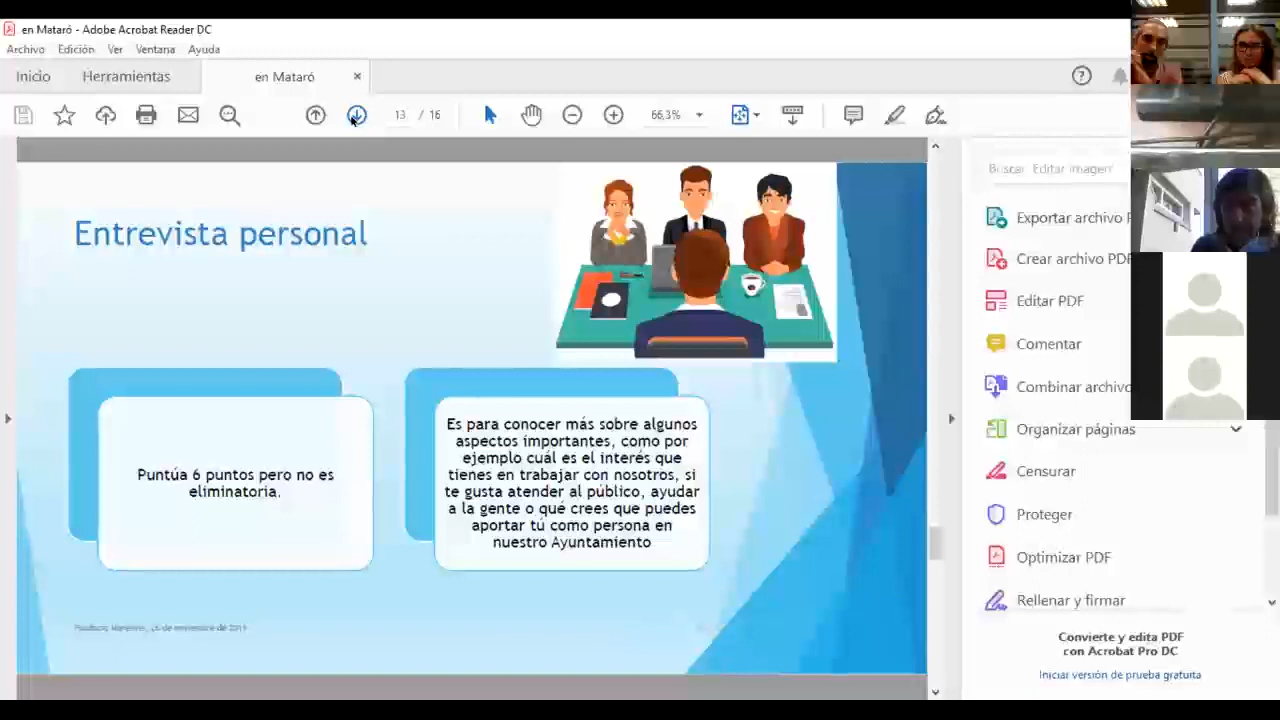 en Mataró - Adobe Acrobat Reader DC
Archivo Edición Ver Ventana Ayuda
Inicio Herramientas en Mataró ×
13 / 16 66,3%
Entrevista personal
Puntúa 6 puntos pero no es
eliminatoria.
Es para conocer más sobre algunos
aspectos importantes, como por
ejemplo cuál es el interés que
tienes en trabajar con nosotros, si
te gusta atender al público, ayudar
a la gente o qué crees que puedes
aportar tú como persona en
nuestro Ayuntamiento
de noviembre de
Buscar Editar imagen
Exportar archivo P
Crear archivo PDF
Editar PDF
Comentar
Combinar archivo
Organizar páginas
Censurar
Proteger
Optimizar PDF
Rellenar y firmar
Convierte y edita PDF
con Acrobat Pro DC
Iniciar versión de prueba gratuita